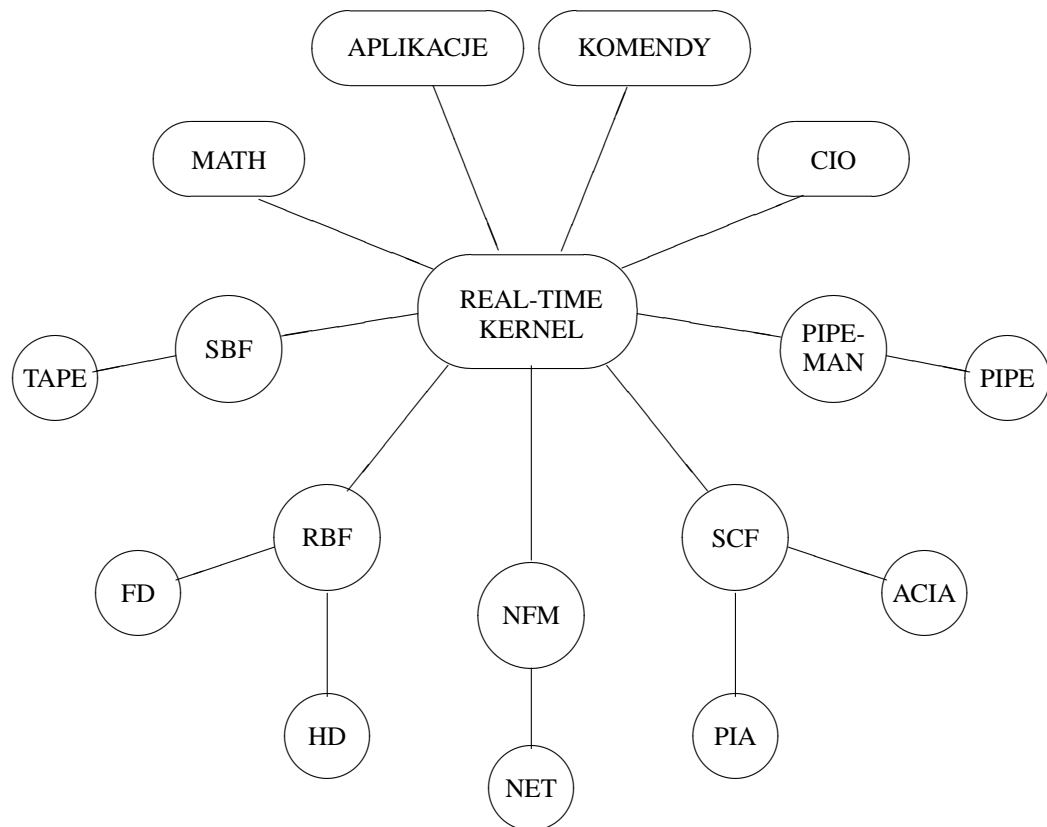 APLIKACJE
KOMENDY
MATH
CIO
REAL-TIME
KERNEL
SBF
TAPE
PIPE-
MAN
PIPE
RBF
SCF
FD
NFM
ACIA
HD
PIA
NET